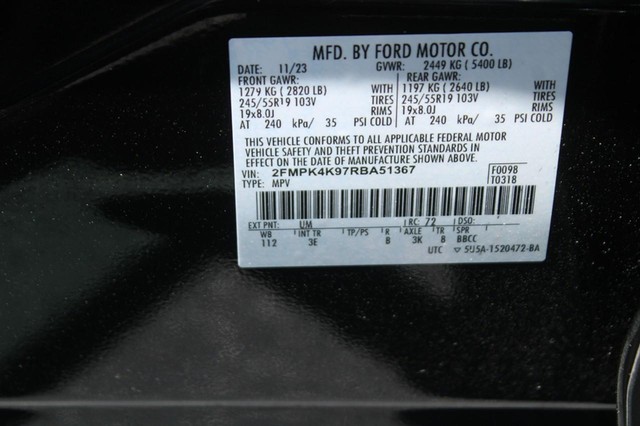 MFD. BY FORD MOTOR CO.
DATE: 11/23 GVWR: 2449 KG (5400 LB)
FRONT GAWR: REAR GAWR:
1279 KG (2820 LB) WITH 1197 KG (2640 LB) WITH
245/55R19 103V TIRES 245/55R19 103V TIRES
19x8.0J RIMS 19x8.0J RIMS
AT 240 kPa/ 35 PSI COLD AT 240 kPa/ 35 PSI COLD
THIS VEHICLE CONFORMS TO ALL APPLICABLE FEDERAL MOTOR
VEHICLE SAFETY AND THEFT PREVENTION STANDARDS IN
EFFECT ON THE DATE OF MANUFACTURE SHOWN ABOVE.
VIN: 2FMPK4K97RBA51367 F0098
TYPE: MPV T0318
EXT PNT: UM RC: 72 DSO:
WB INT TR TP/PS R AXLE TR SPR
112 3E B 3K 8 BBCC
UTC 5U5A-1520472-BA